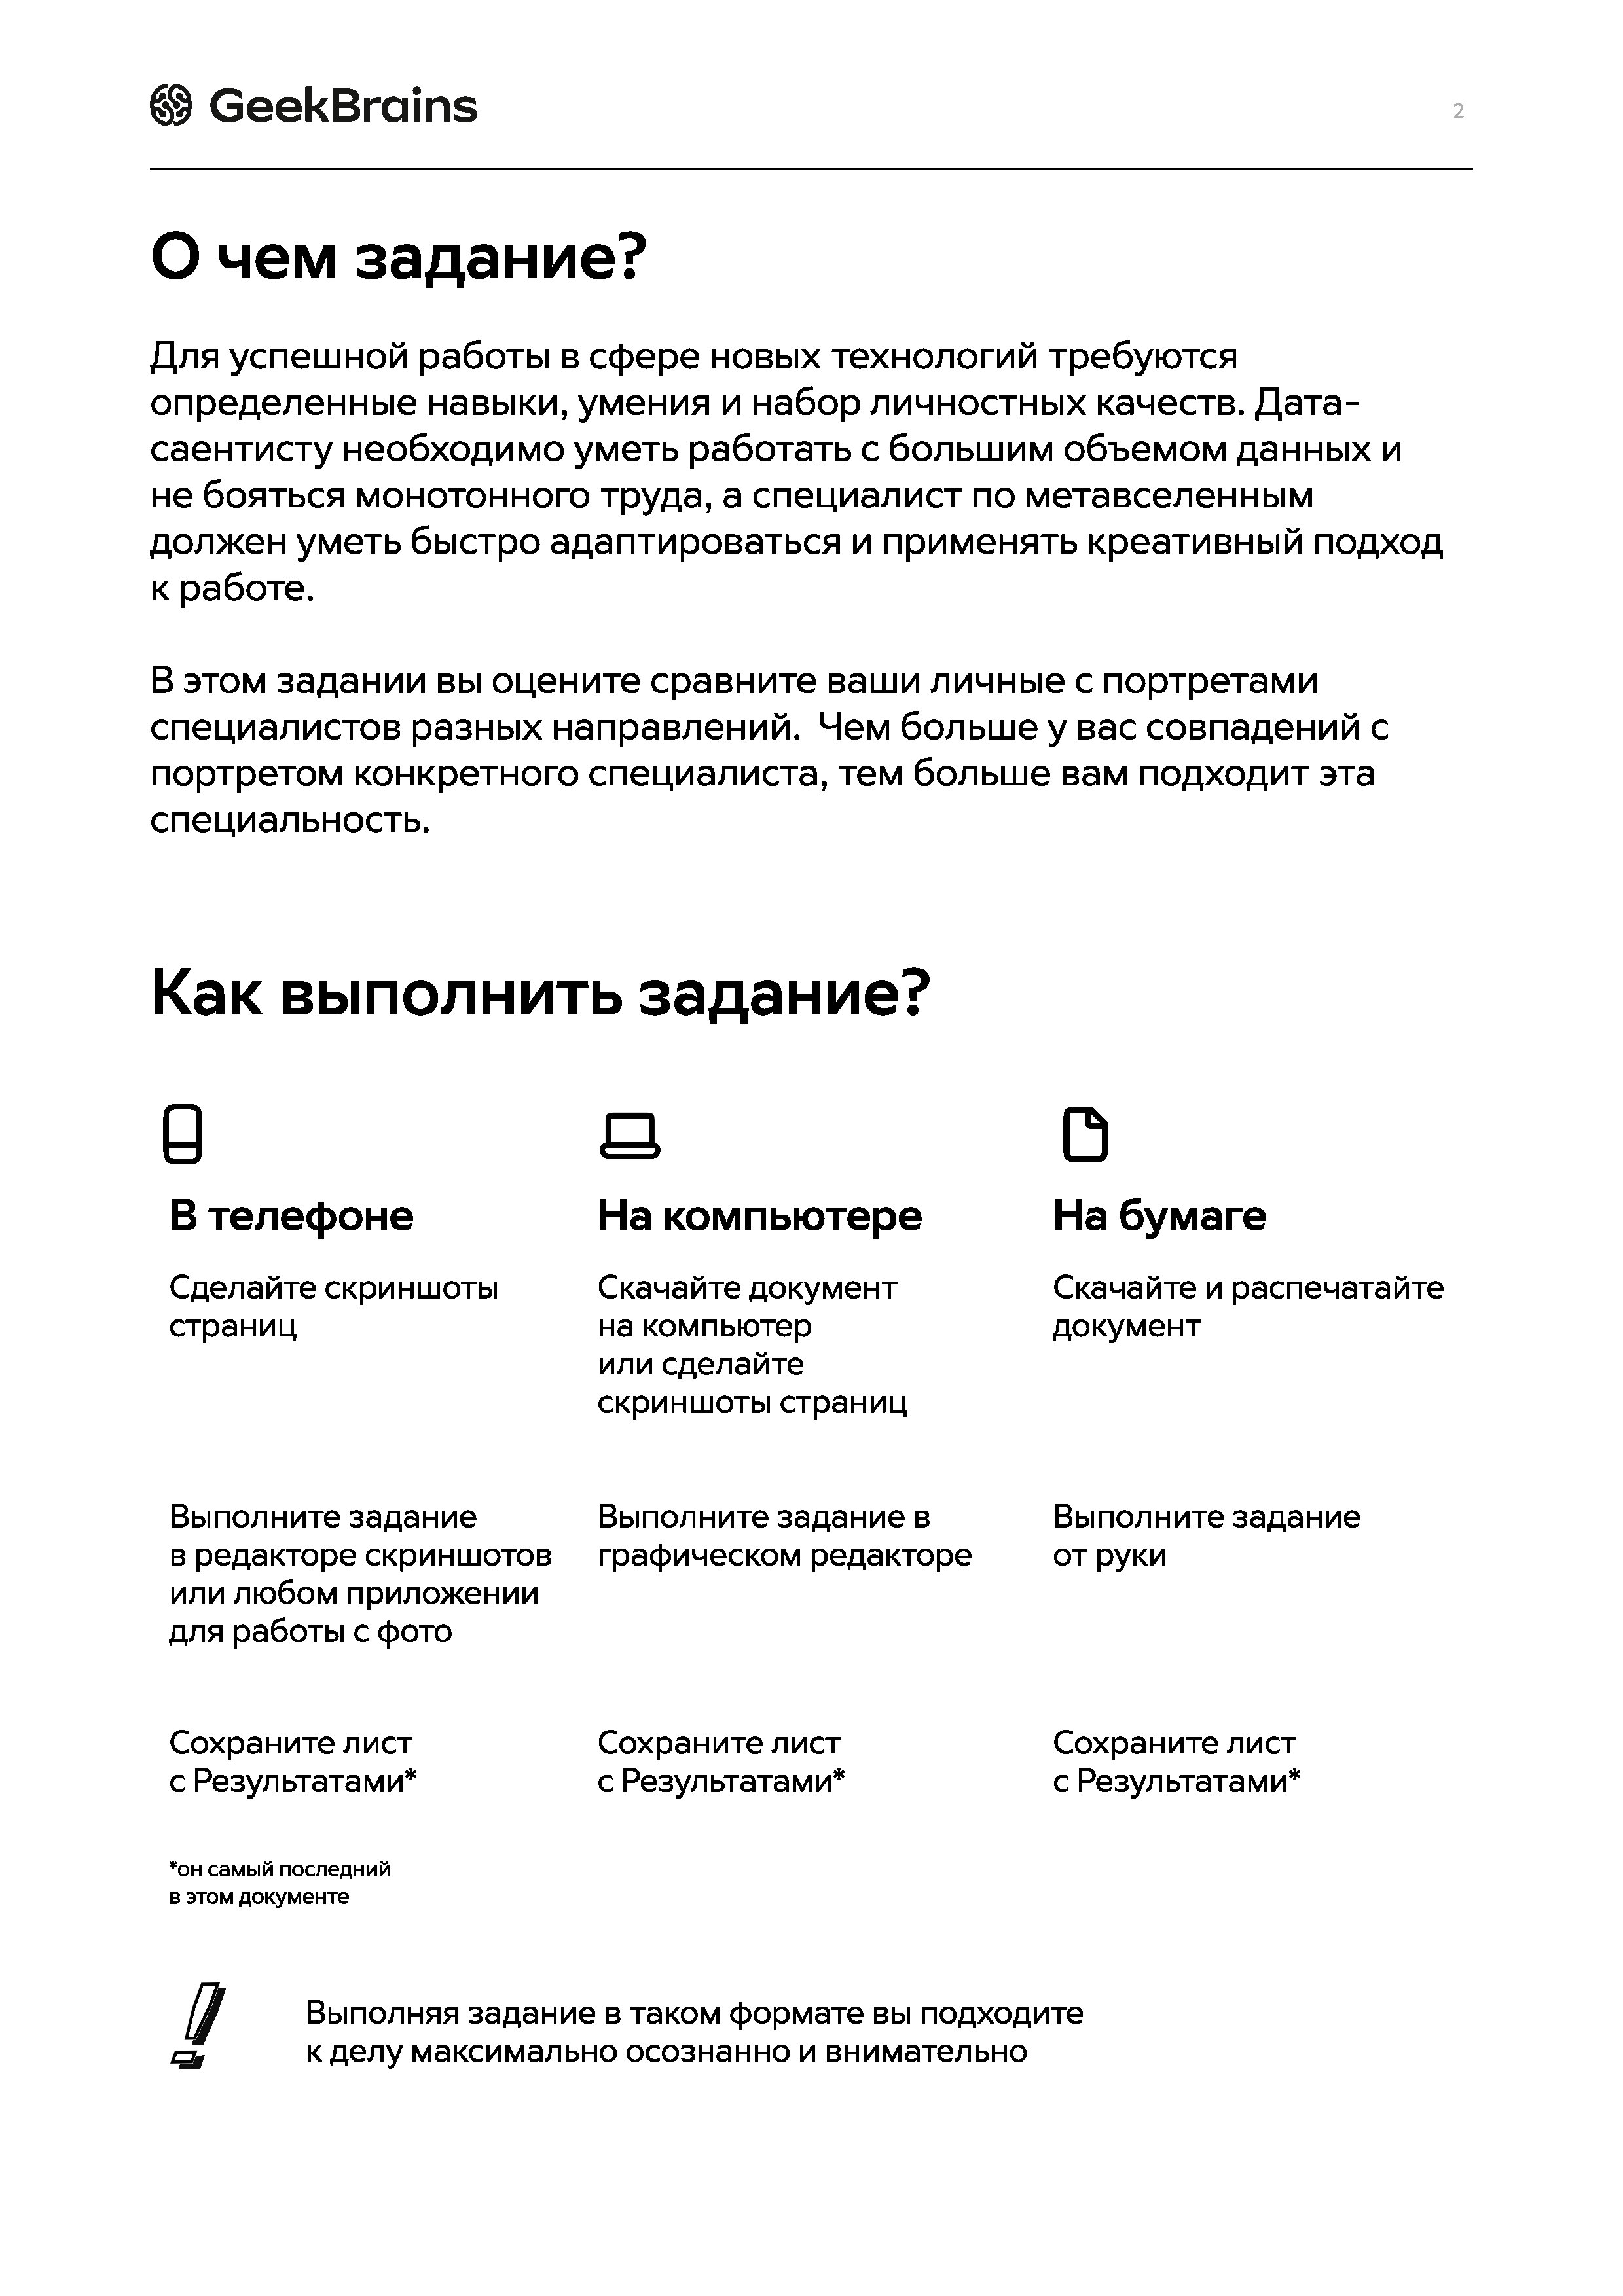 GeekBrains
2
О чем задание?
Для успешной работы в сфере новых технологий требуются
определенные навыки, умения и набор личностных качеств. Дата-
саентисту необходимо уметь работать с большим объемом данных и
не бояться монотонного труда, а специалист по метавселенным
должен уметь быстро адаптироваться и применять креативный подход
к работе.
В этом задании вы оцените сравните ваши личные с портретами
специалистов разных направлений.  Чем больше у вас совпадений с
портретом конкретного специалиста, тем больше вам подходит эта
специальность.
Как выполнить задание?
В телефоне
Сделайте скриншоты
страниц
Выполните задание
в редакторе скриншотов
или любом приложении
для работы с фото
Сохраните лист
с Результатами*
*он самый последний
в этом документе
На компьютере
Скачайте документ
на компьютер
или сделайте
скриншоты страниц
Выполните задание в
графическом редакторе
Сохраните лист
с Результатами*
На бумаге
Скачайте и распечатайте
документ
Выполните задание
от руки
Сохраните лист
с Результатами*
Выполняя задание в таком формате вы подходите
к делу максимально осознанно и внимательно